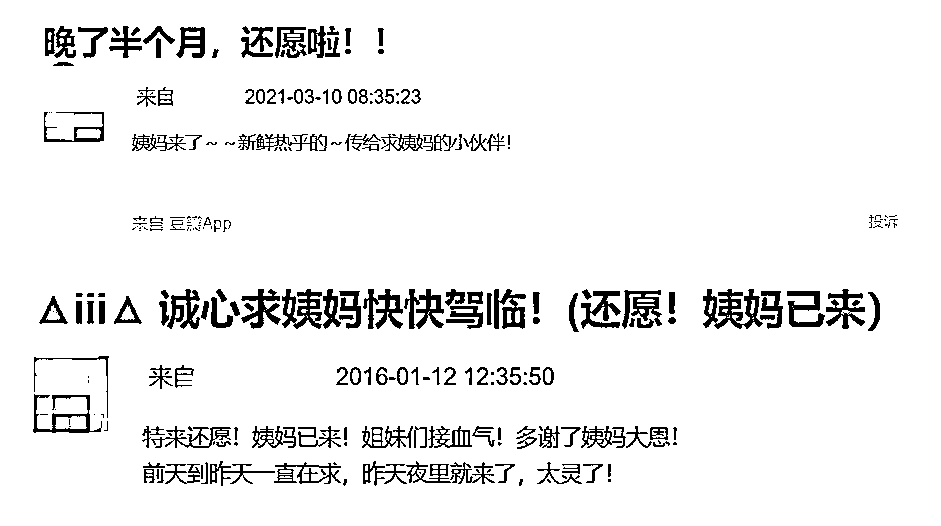 晚了半个月，还愿啦！！
来自 2021-03-10 08:35:23
姨妈来了~ ~新鲜热乎的~传给求姨妈的小伙伴！
来自 豆瓣App 投诉
△iii△ 诚心求姨妈快快驾临！(还愿！姨妈已来)
来自 2016-01-12 12:35:50
特来还愿！姨妈已来！姐妹们接血气！多谢了姨妈大恩！
前天到昨天一直在求，昨天夜里就来了，太灵了！